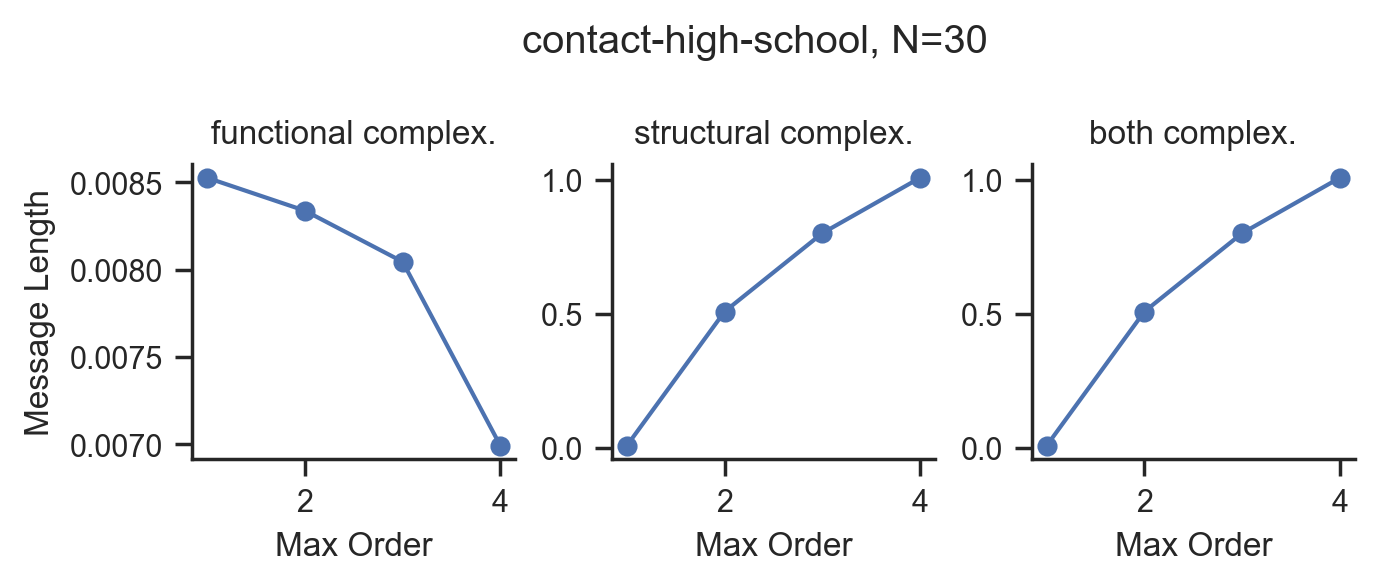 contact-high-school, N=30
functional complex.
structural complex.
both complex.
Message Length
0.0085
0.0080
0.0075
0.0070
2
4
Max Order
1.0
0.5
0.0
2
4
Max Order
1.0
0.5
0.0
2
4
Max Order